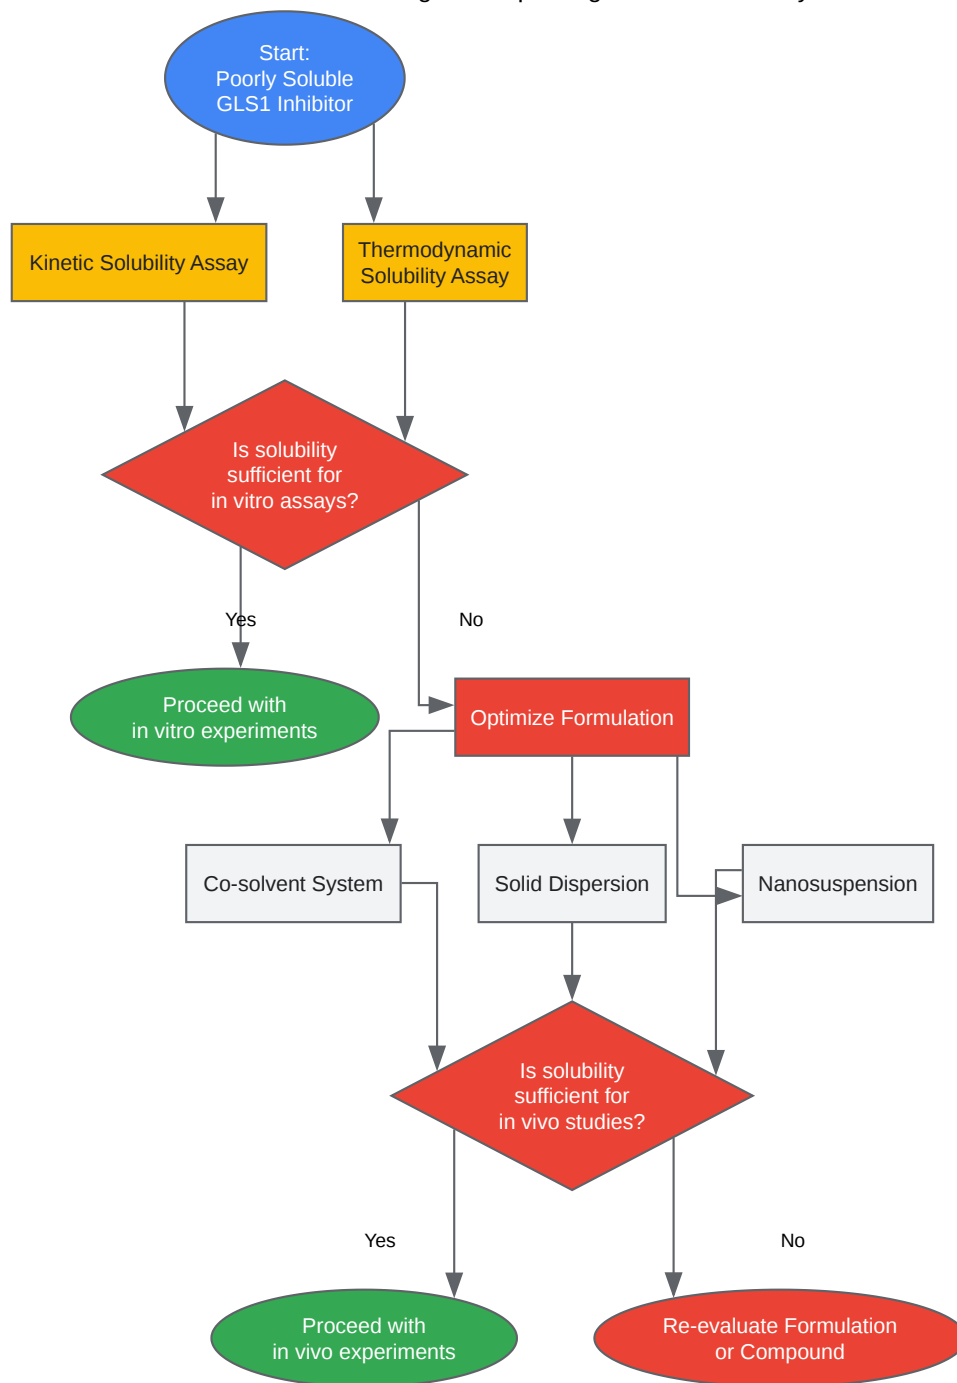 Start:
Poorly Soluble
GLS1 Inhibitor
Kinetic Solubility Assay
Thermodynamic
Solubility Assay
Is solubility
sufficient for
in vitro assays?
Yes
No
Proceed with
in vitro experiments
Optimize Formulation
Co-solvent System
Solid Dispersion
Nanosuspension
Is solubility
sufficient for
in vivo studies?
Yes
No
Proceed with
in vivo experiments
Re-evaluate Formulation
or Compound